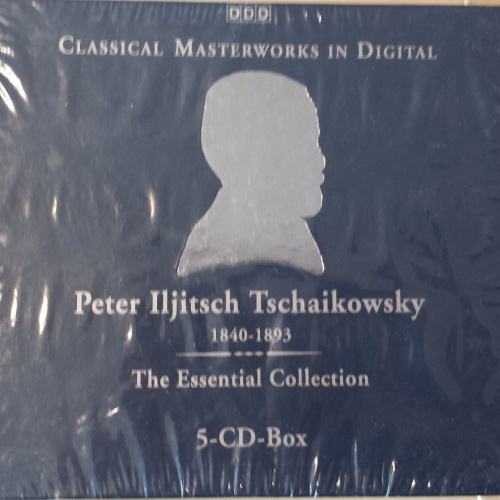 DDD
Classical Masterworks in Digital
Peter Iljitsch Tschaikowsky
1840-1893
The Essential Collection
5-CD-Box